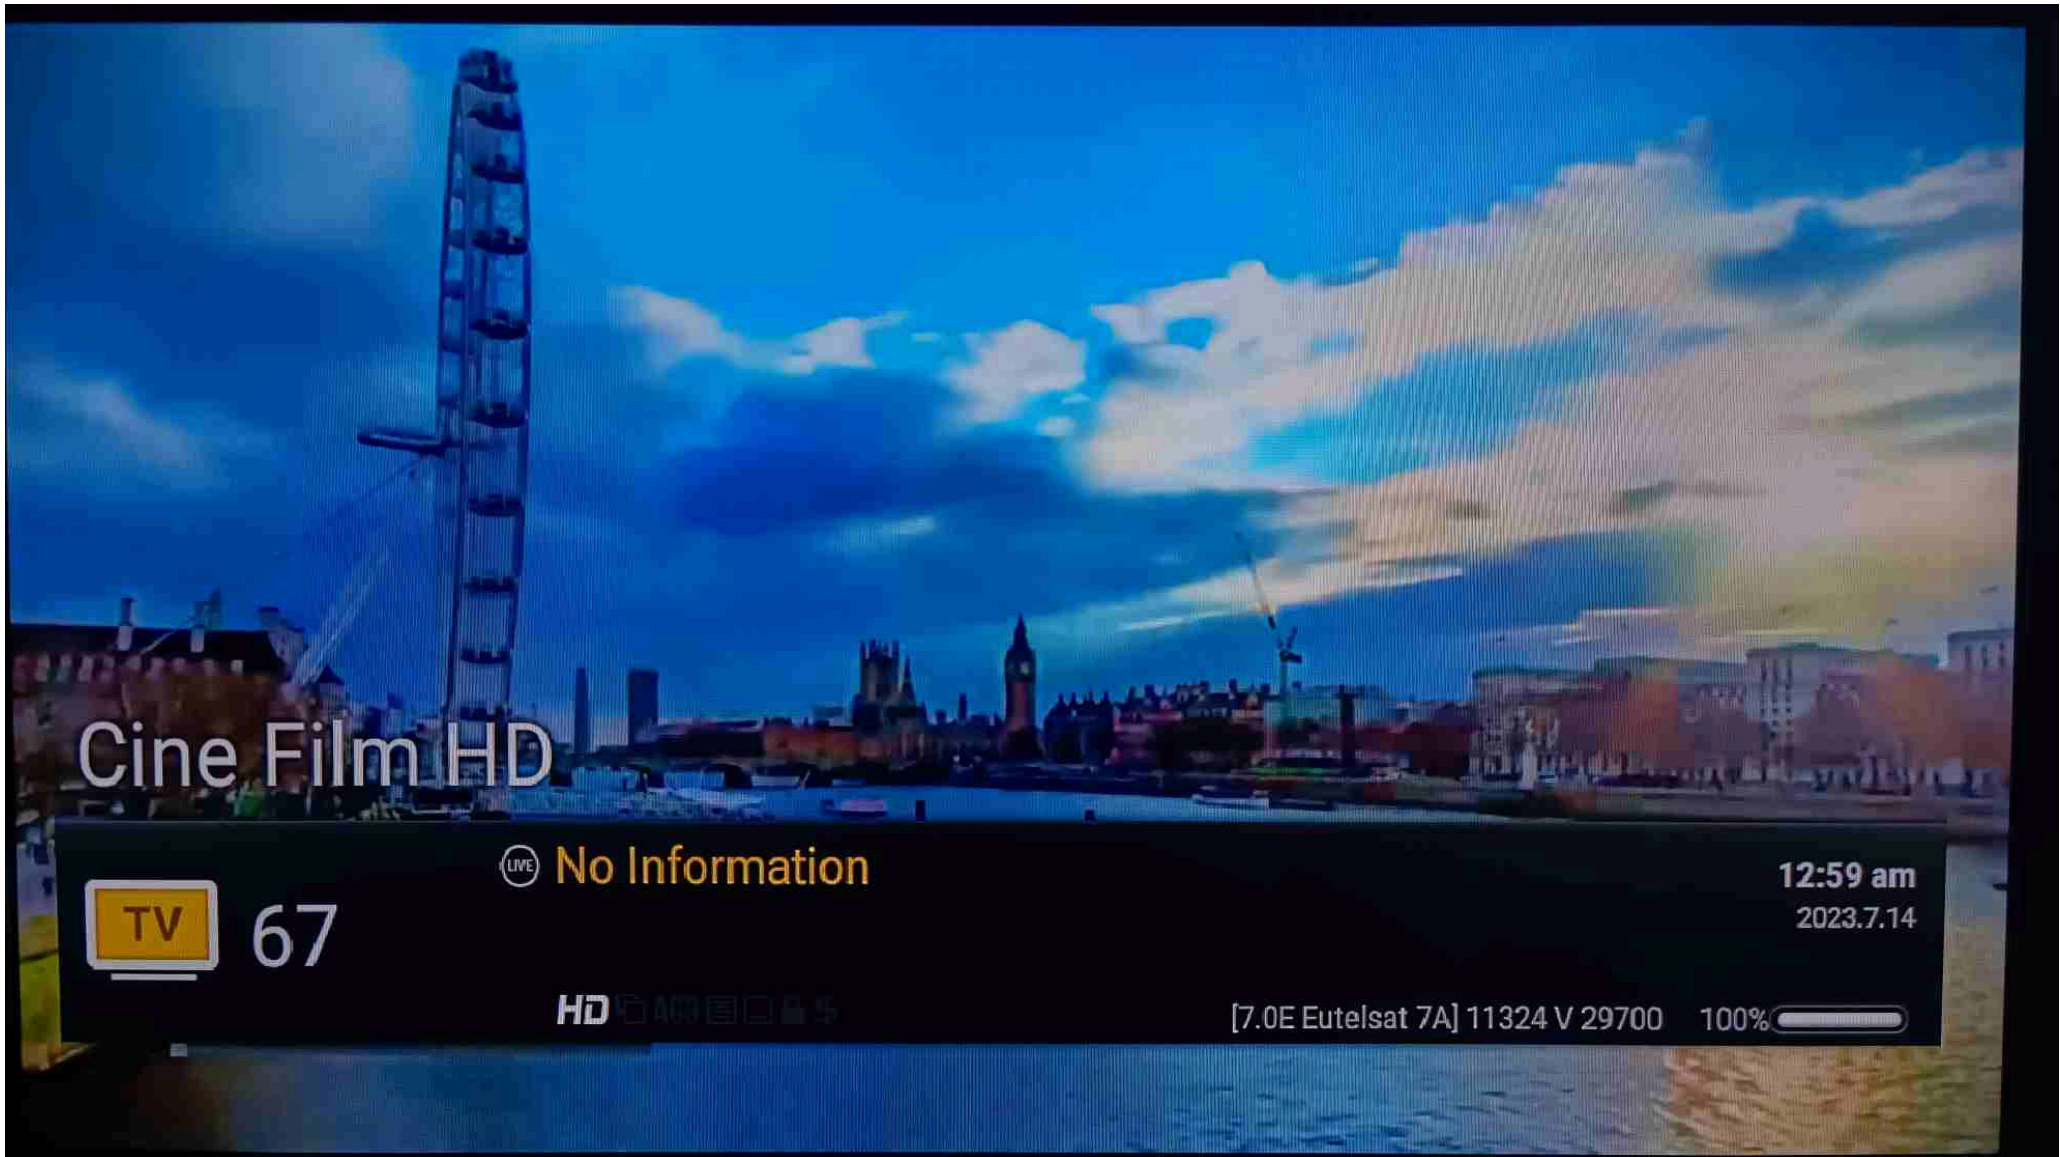 Cine Film HD
LIVE No Information
12:59 am
2023.7.14
TV 67
HD
[7.0E Eutelsat 7A] 11324 V 29700 100%